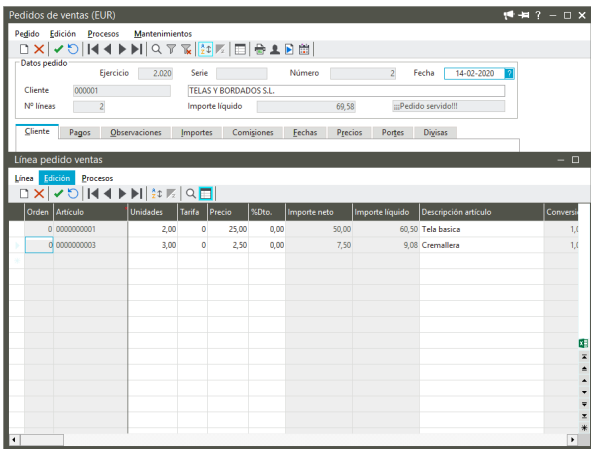 Pedidos de ventas (EUR)
Pedido Edición Procesos Mantenimientos
Datos pedido
Ejercicio 2.020 Serie Número 2 Fecha 14-02-2020
Cliente 000001 TELAS Y BORDADOS S.L.
Nº líneas 2 Importe líquido 69,58 ¡¡¡Pedido servido!!!
Cliente Pagos Observaciones Importes Comisiones Fechas Precios Portes Divisas
Línea pedido ventas
Línea Edición Procesos
Orden Artículo Unidades Tarifa Precio %Dto. Importe neto Importe líquido Descripción artículo Conversi
0 0000000001 2,00 0 25,00 0,00 50,00 60,50 Tela basica 1,0
0 0000000003 3,00 0 2,50 0,00 7,50 9,08 Cremallera 1,0